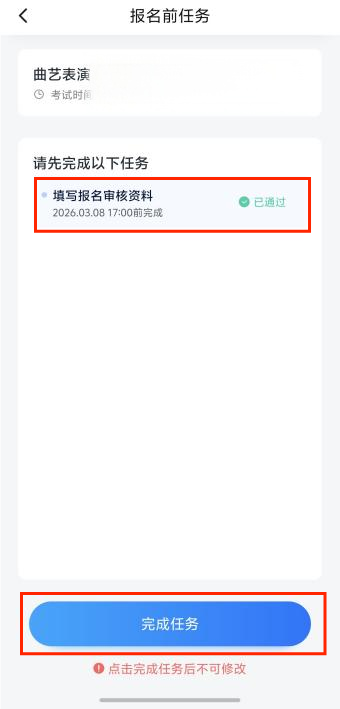 报名前任务
曲艺表演
考试时间
请先完成以下任务
填写报名审核资料
已通过
2026.03.08 17:00前完成
完成任务
点击完成任务后不可修改